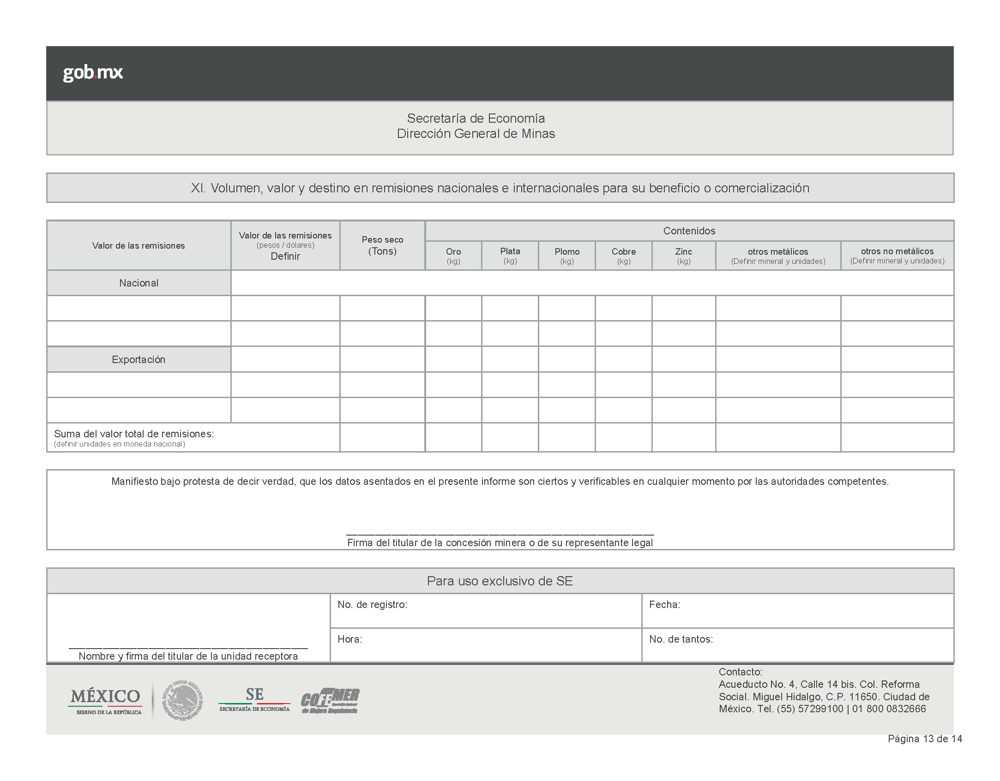 gob.mx
Secretaría de Economía
Dirección General de Minas
XI. Volumen, valor y destino en remisiones nacionales e internacionales para su beneficio o comercialización
Valor de las remisiones
Valor de las remisiones
(pesos / dólares)
Definir
Peso seco
(Tons)
Contenidos
Oro
(kg)
Plata
(kg)
Plomo
(kg)
Cobre
(kg)
Zinc
(kg)
otros metálicos
(Definir mineral y unidades)
otros no metálicos
(Definir mineral y unidades)
Nacional
Exportación
Suma del valor total de remisiones:
(definir unidades en moneda nacional)
Manifiesto bajo protesta de decir verdad, que los datos asentados en el presente informe son ciertos y verificables en cualquier momento por las autoridades competentes.
Firma del titular de la concesión minera o de su representante legal
Para uso exclusivo de SE
Nombre y firma del titular de la unidad receptora
No. de registro:
Fecha:
Hora:
No. de tantos:
MÉXICO
BIERNO DE LA REPÚBLICA
ESTADOS UNIDOS MEXICANOS
SE
SECRETARÍA DE ECONOMÍA
COFEMER
Comisión Federal
de Mejora Regulatoria
Contacto:
Acueducto No. 4, Calle 14 bis. Col. Reforma
Social. Miguel Hidalgo, C.P. 11650. Ciudad de
México. Tel. (55) 57299100 | 01 800 0832666
Página 13 de 14